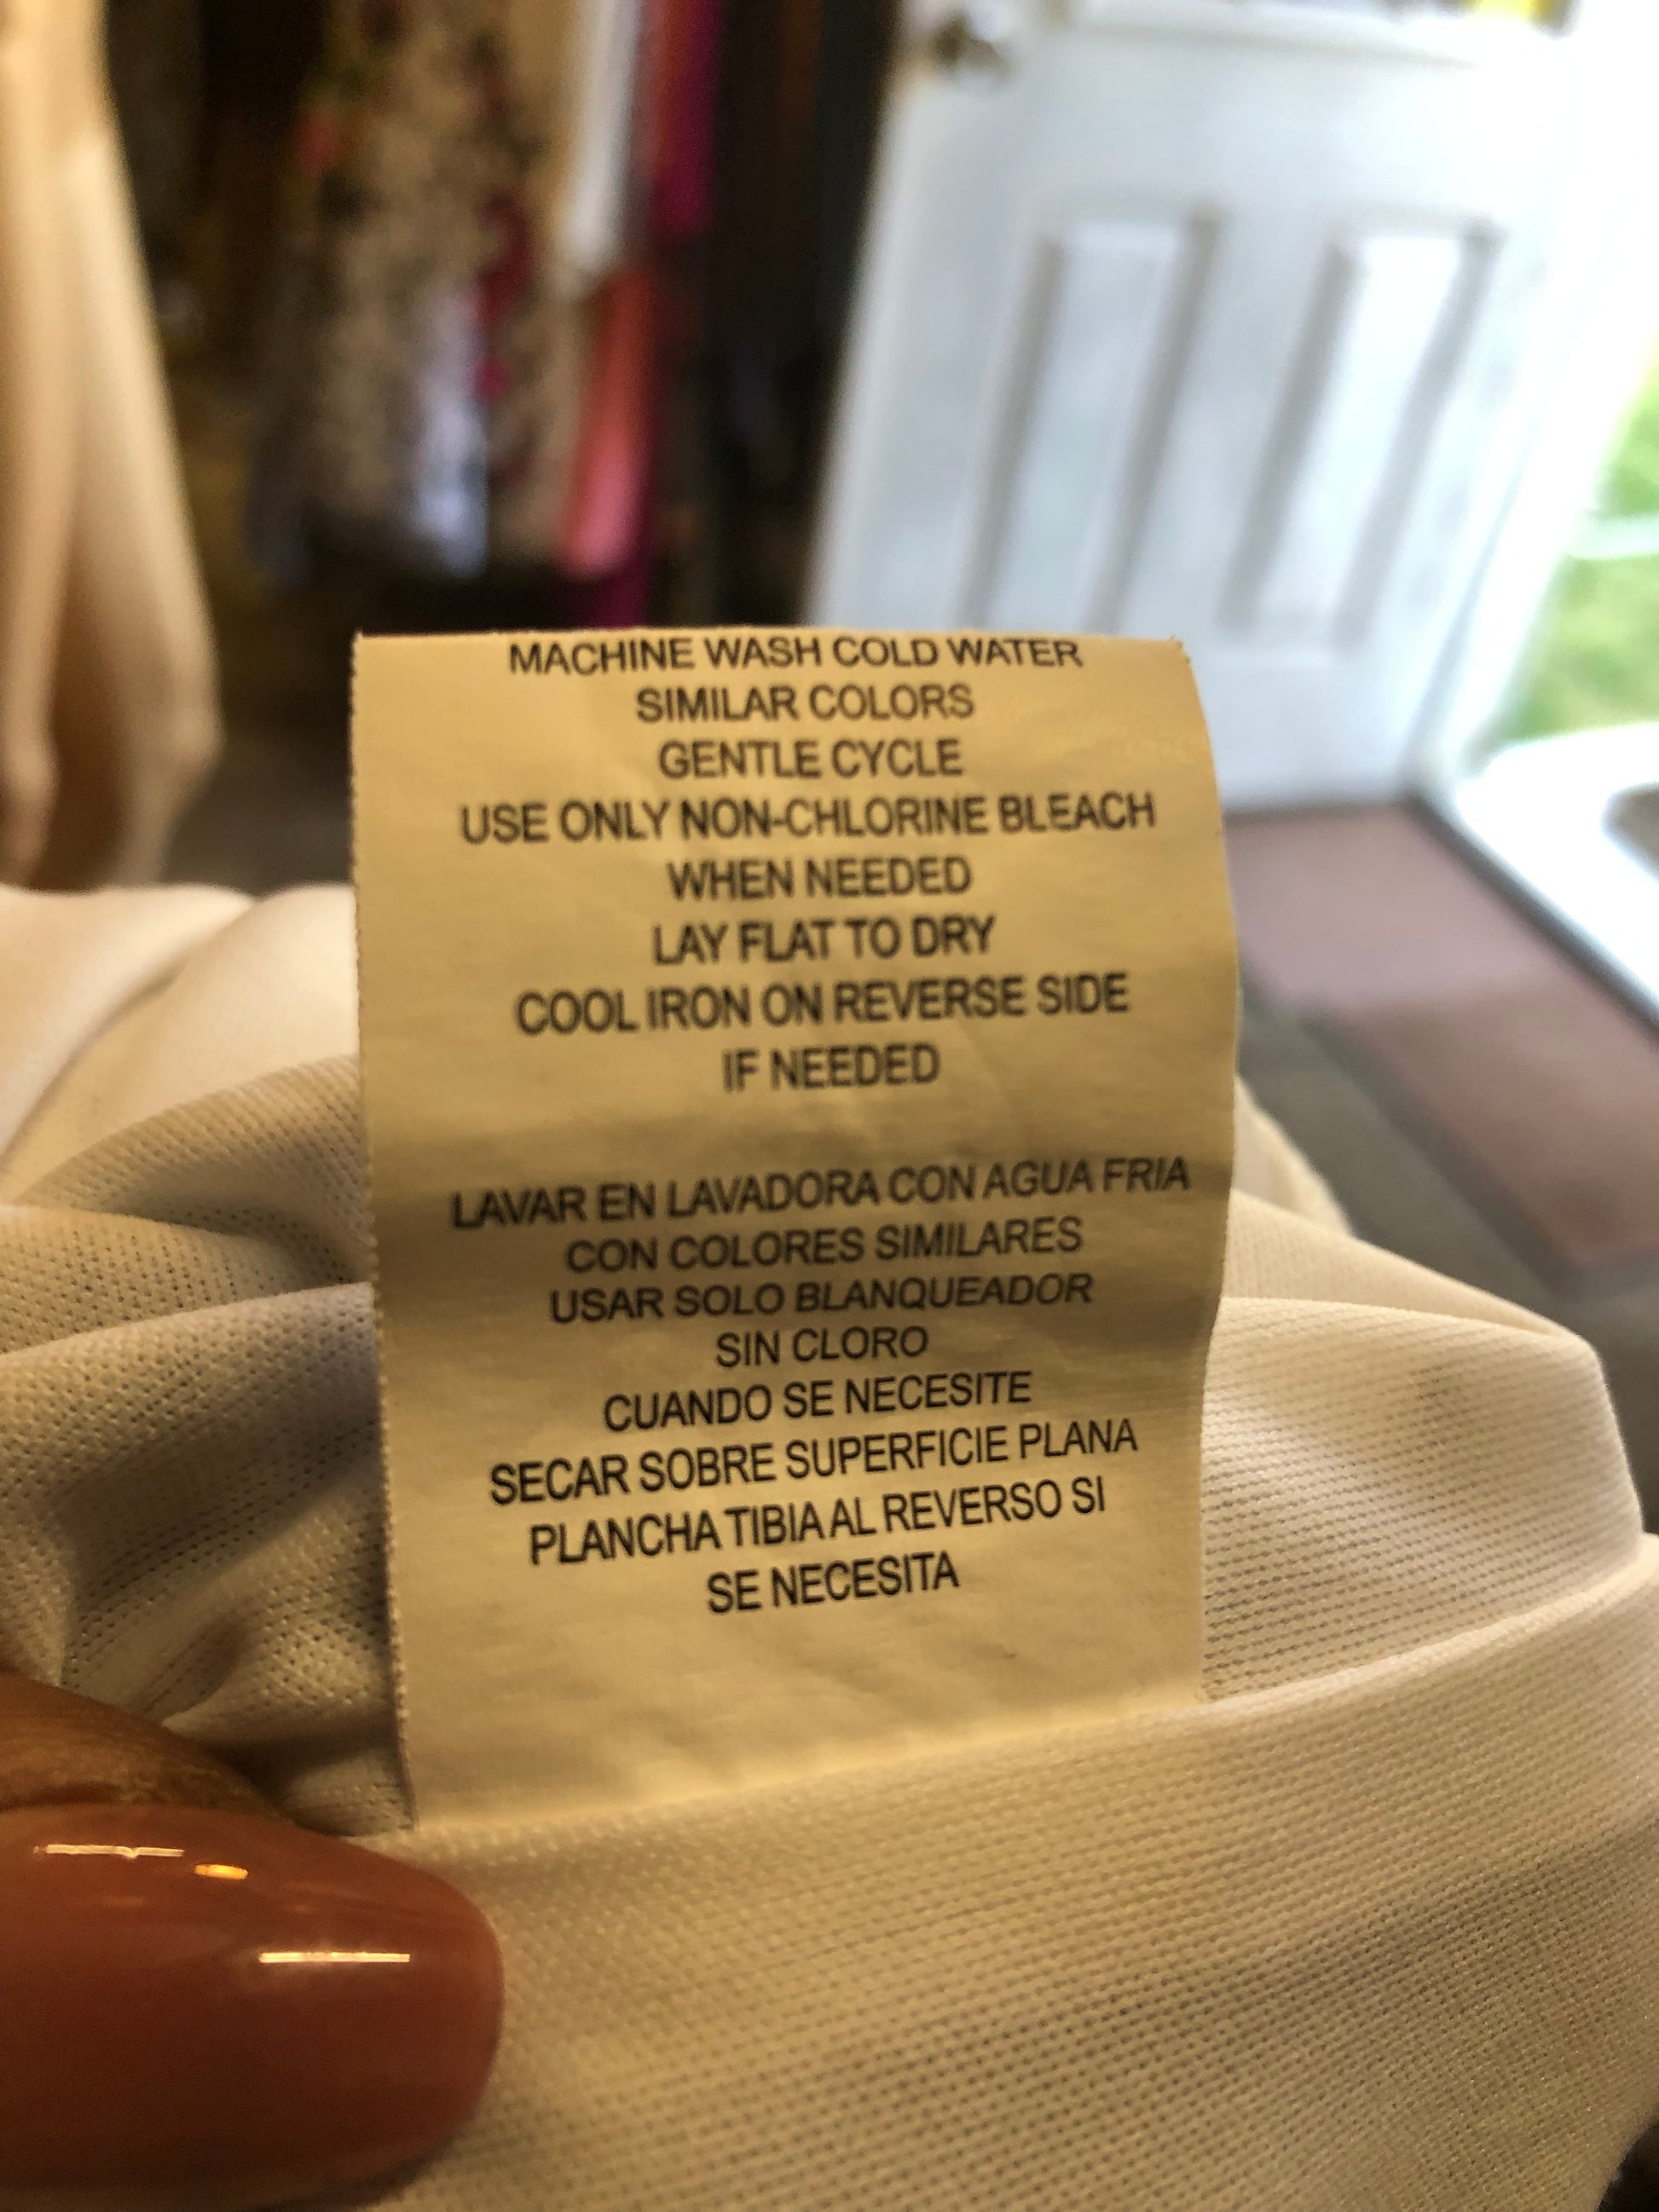 MACHINE WASH COLD WATER
SIMILAR COLORS
GENTLE CYCLE
USE ONLY NON-CHLORINE BLEACH
WHEN NEEDED
LAY FLAT TO DRY
COOL IRON ON REVERSE SIDE
IF NEEDED
LAVAR EN LAVADORA CON AGUA FRIA
CON COLORES SIMILARES
USAR SOLO BLANQUEADOR
SIN CLORO
CUANDO SE NECESITE
SECAR SOBRE SUPERFICIE PLANA
PLANCHA TIBIA AL REVERSO SI
SE NECESITA